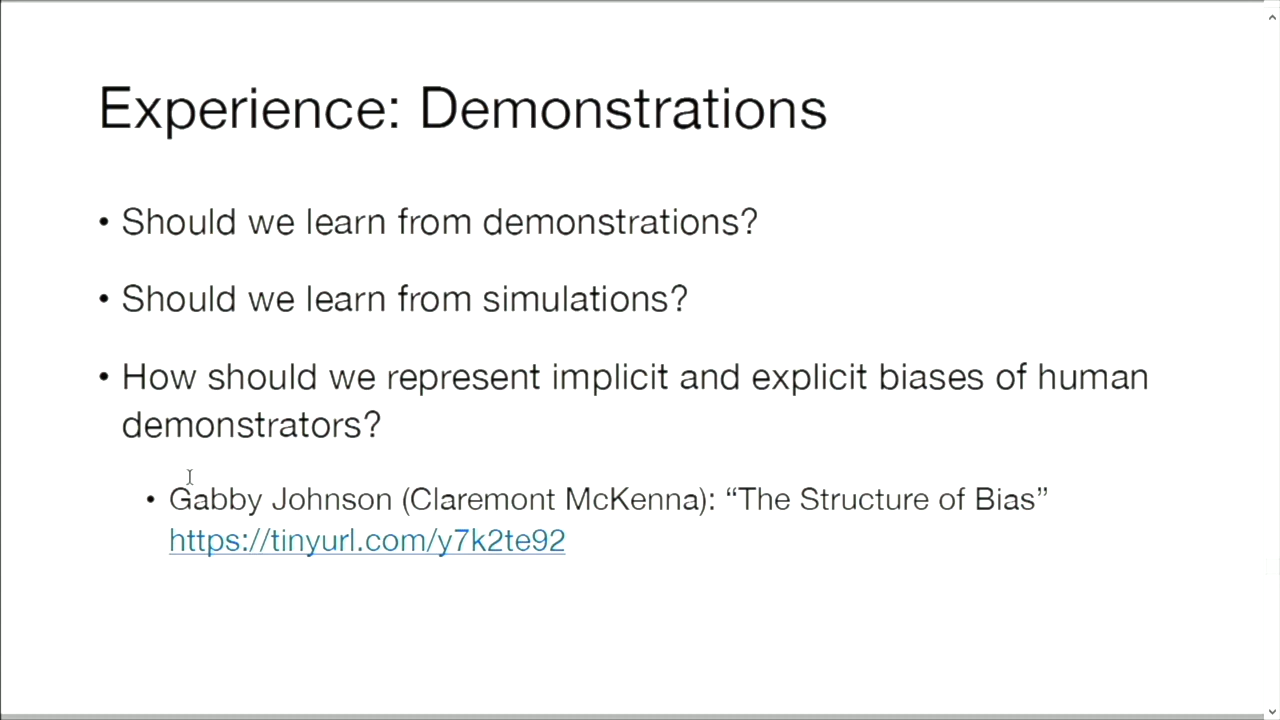 Experience: Demonstrations
• Should we learn from demonstrations?
• Should we learn from simulations?
• How should we represent implicit and explicit biases of human
demonstrators?
• Gabby Johnson (Claremont McKenna): “The Structure of Bias”
https://tinyurl.com/y7k2te92